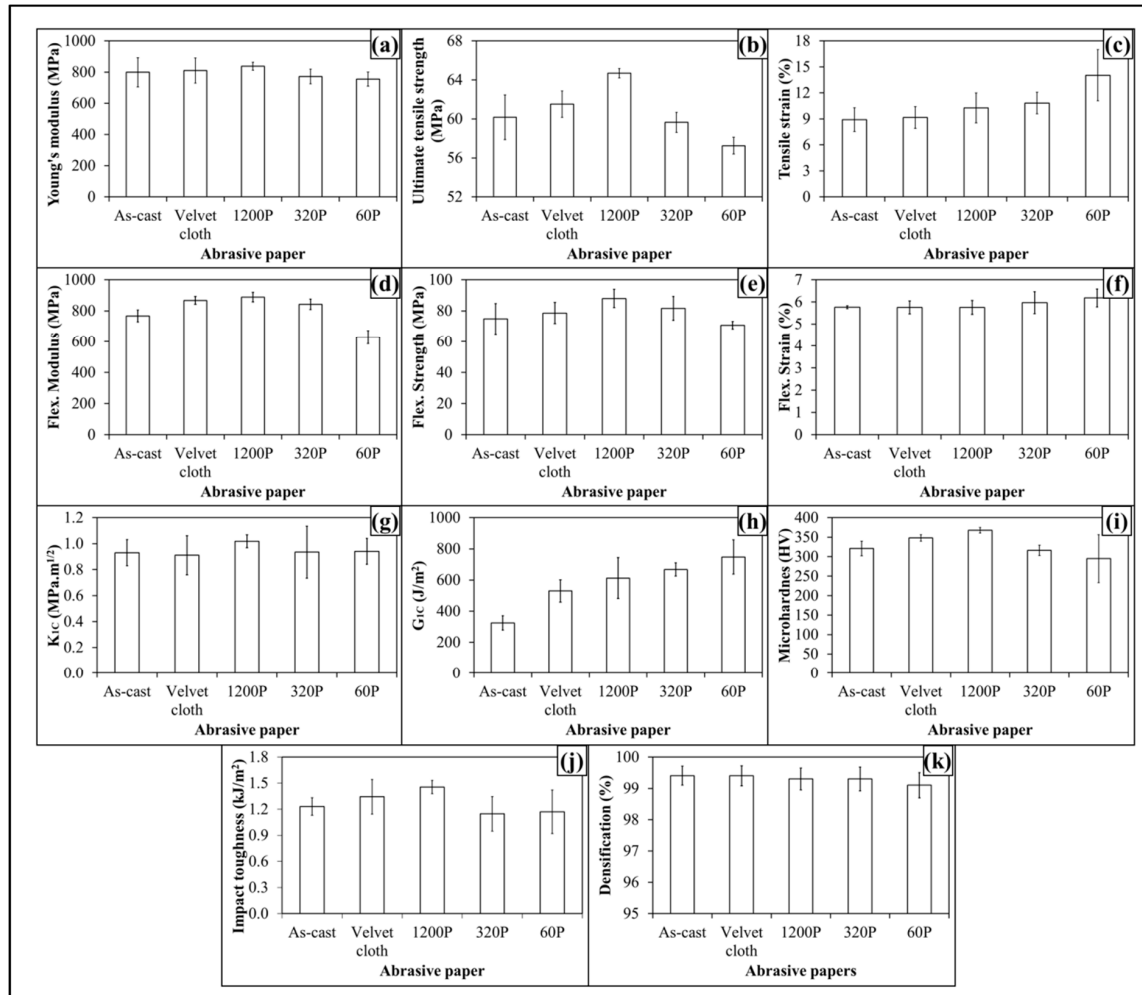 (a)
Young's modulus (MPa)
1000
800
600
400
200
0
As-cast Velvet cloth 1200P 320P 60P
Abrasive paper
(b)
Ultimate tensile strength (MPa)
68
64
60
56
52
As-cast Velvet cloth 1200P 320P 60P
Abrasive paper
(c)
Tensile strain (%)
18
15
12
9
6
3
0
As-cast Velvet cloth 1200P 320P 60P
Abrasive paper
(d)
Flex. Modulus (MPa)
1000
800
600
400
200
0
As-cast Velvet cloth 1200P 320P 60P
Abrasive paper
(e)
Flex. Strength (MPa)
100
80
60
40
20
0
As-cast Velvet cloth 1200P 320P 60P
Abrasive paper
(f)
Flex. Strain (%)
7
6
5
4
3
2
1
0
As-cast Velvet cloth 1200P 320P 60P
Abrasive paper
(g)
K1C (MPa.m1/2)
1.2
1.0
0.8
0.6
0.4
0.2
0.0
As-cast Velvet cloth 1200P 320P 60P
Abrasive paper
(h)
G1C (J/m²)
1000
800
600
400
200
0
As-cast Velvet cloth 1200P 320P 60P
Abrasive paper
(i)
Microhardnes (HV)
400
350
300
250
200
150
100
50
0
As-cast Velvet cloth 1200P 320P 60P
Abrasive paper
(j)
Impact toughness (kJ/m²)
1.8
1.5
1.2
0.9
0.6
0.3
0.0
As-cast Velvet cloth 1200P 320P 60P
Abrasive paper
(k)
Densification (%)
100
99
98
97
96
95
As-cast Velvet cloth 1200P 320P 60P
Abrasive papers